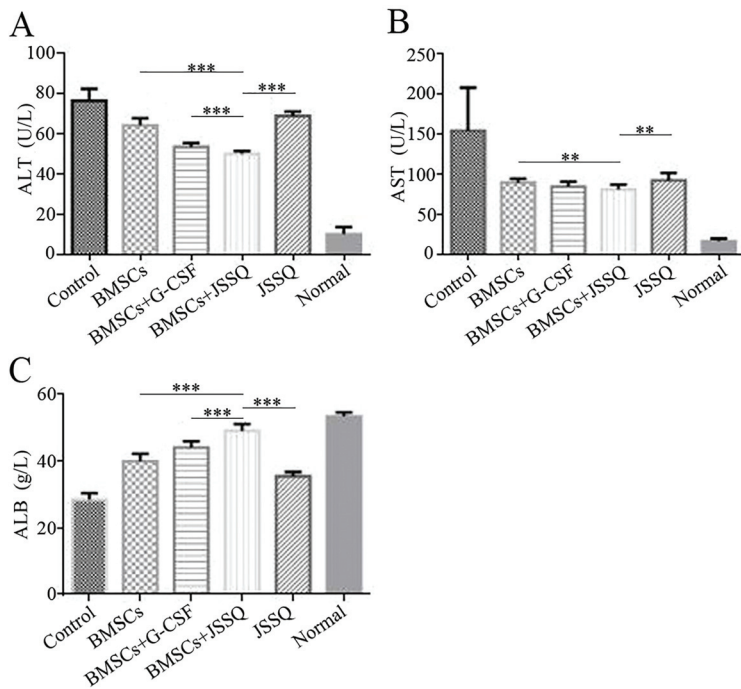 A
ALT (U/L)
100
80
60
40
20
0
***
***
***
Control
BMSCs
BMSCs+G-CSF
BMSCs+JSSQ
JSSQ
Normal
B
AST (U/L)
250
200
150
100
50
0
**
**
Control
BMSCs
BMSCs+G-CSF
BMSCs+JSSQ
JSSQ
Normal
C
ALB (g/L)
60
40
20
0
***
***
***
Control
BMSCs
BMSCs+G-CSF
BMSCs+JSSQ
JSSQ
Normal